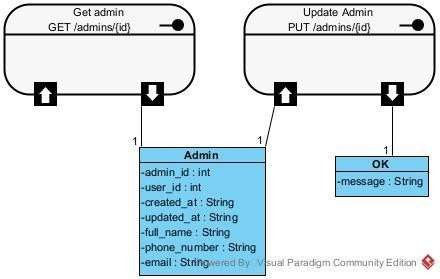 Get admin
GET /admins/{id}
Update Admin
PUT /admins/{id}
1
1
1
Admin
-admin_id : int
-user_id : int
-created_at : String
-updated_at : String
-full_name : String
-phone_number : String
-email : String
OK
-message : String
Powered By Visual Paradigm Community Edition